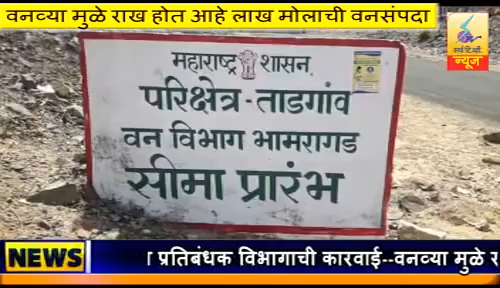 वनव्या मुळे राख होत आहे लाख मोलाची वनसंपदा
न्यूज
महाराष्ट्र शासन
परिक्षेत्र - ताडगांव
वन विभाग भामरागड
सीमा प्रारंभ
NEWS
प्रतिबंधक विभागाची कारवाई--वनव्या मुळे र